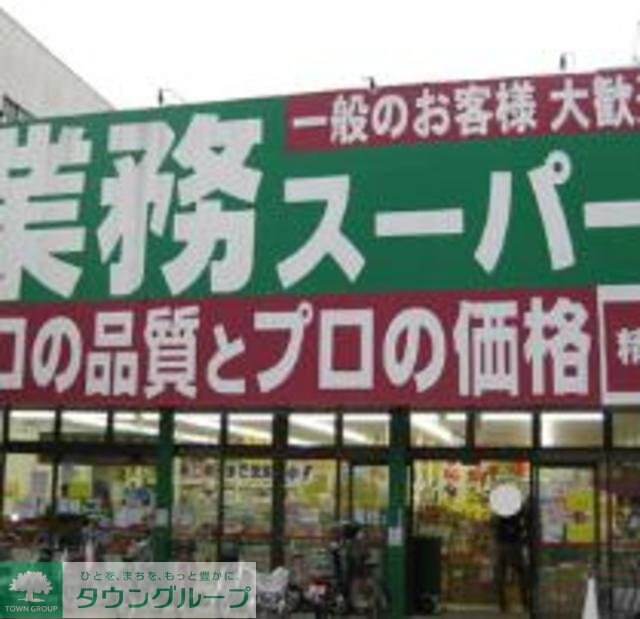 一般のお客様 大歓
業務スーパー
ロの品質とプロの価格
精
ひとを、まちを、もっと豊かに。
タウングループ
TOWN GROUP